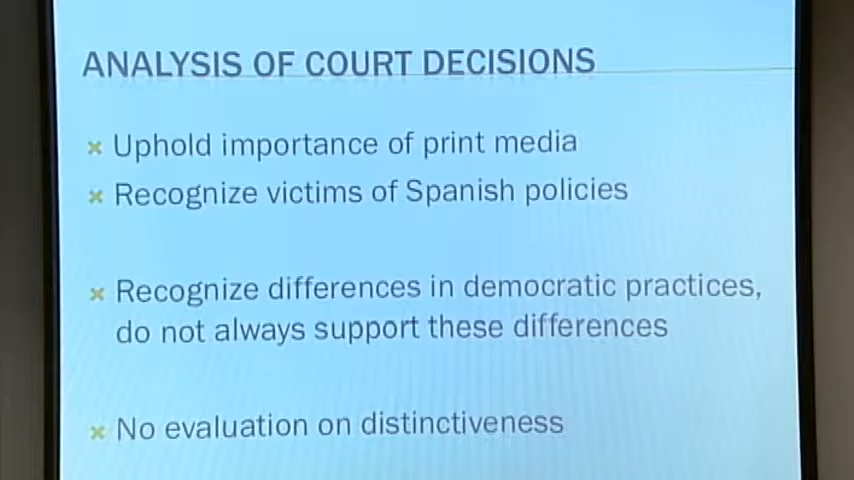 ANALYSIS OF COURT DECISIONS
Uphold importance of print media
Recognize victims of Spanish policies
Recognize differences in democratic practices,
do not always support these differences
No evaluation on distinctiveness